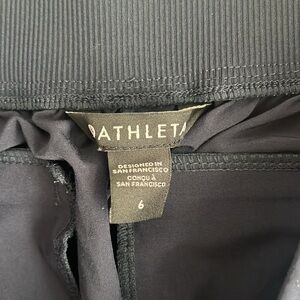 ATHLETA
DESIGNED IN
SAN FRANCISCO
CONÇU À
SAN FRANCISCO
6